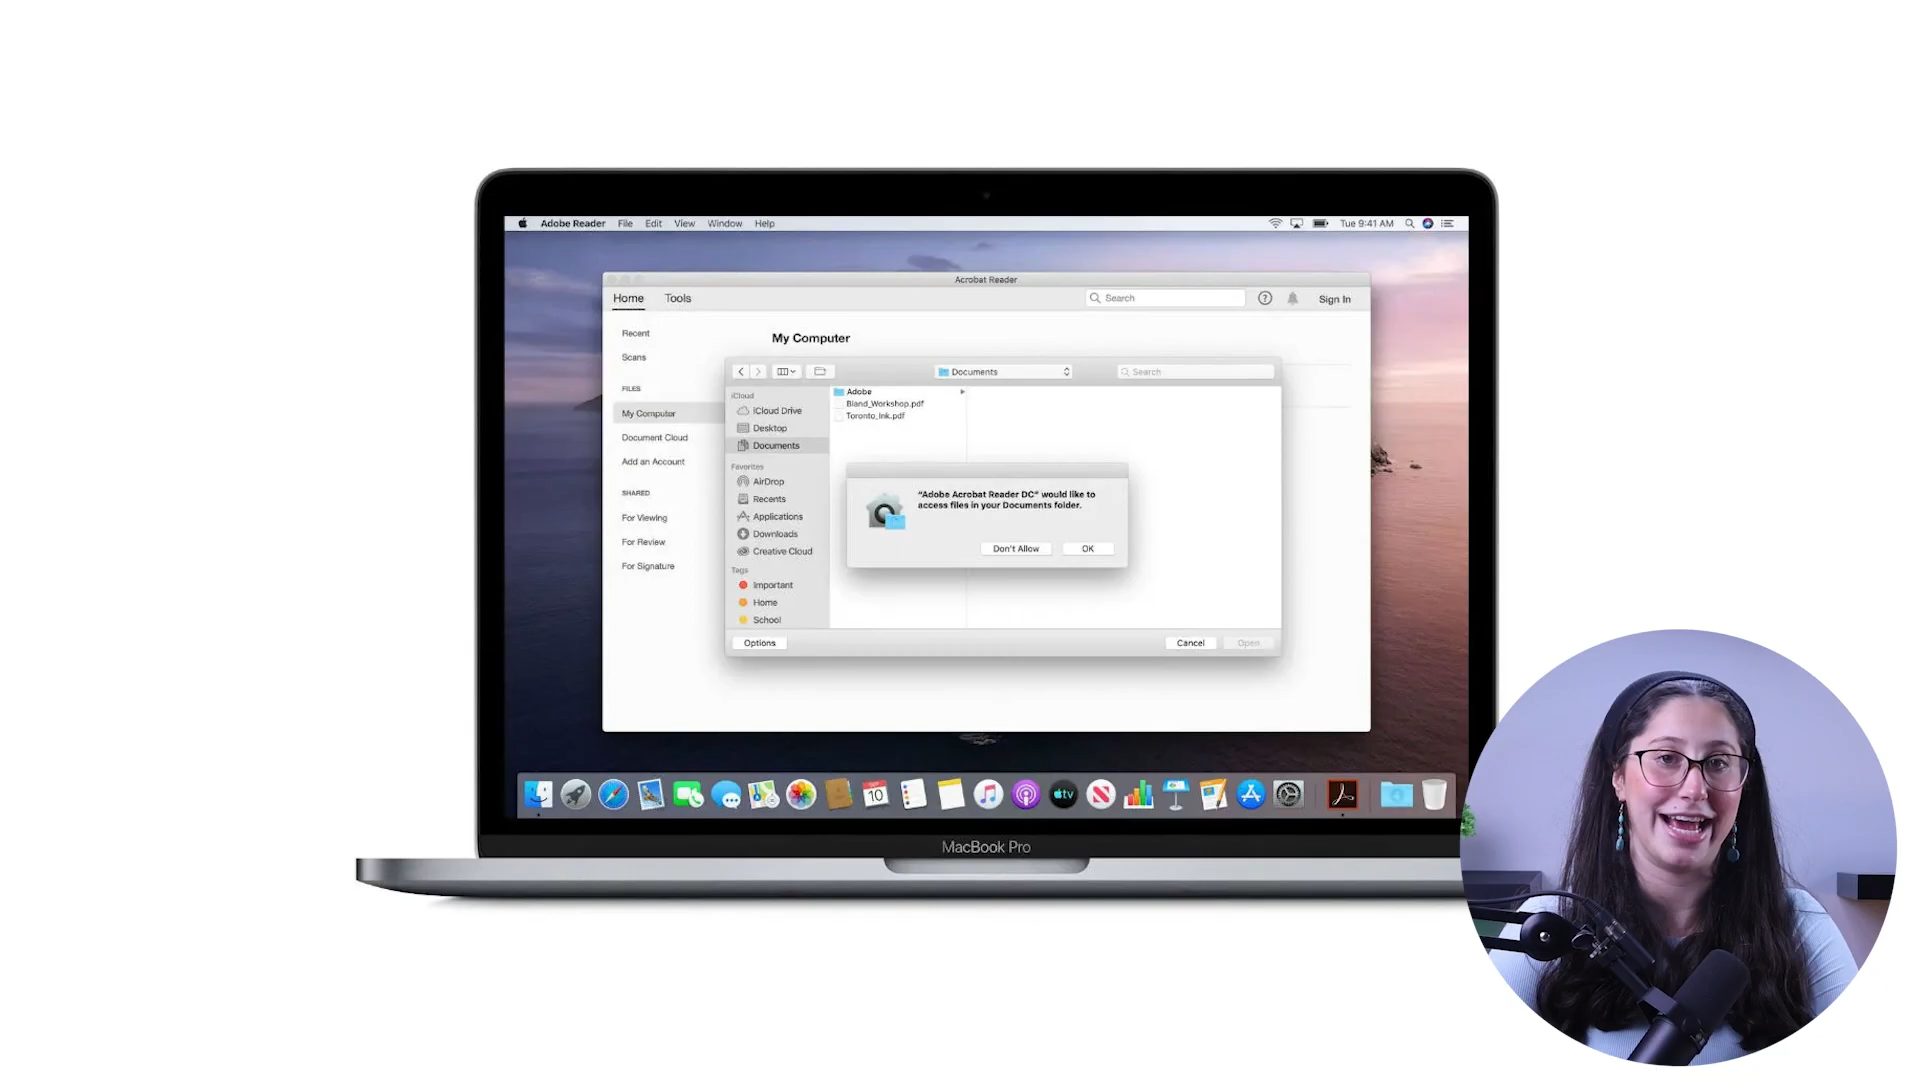 Adobe Reader File Edit View Window Help Tue 9:41 AM
Acrobat Reader
Home Tools Search ? Sign In
Recent
Scans
FILES
My Computer
Document Cloud
Add an Account
SHARED
For Viewing
For Review
For Signature
My Computer
Documents Search
iCloud
iCloud Drive
Desktop
Documents
Favorites
AirDrop
Recents
Applications
Downloads
Creative Cloud
Tags
Important
Home
School
Adobe
Bland_Workshop.pdf
Toronto_Ink.pdf
"Adobe Acrobat Reader DC" would like to
access files in your Documents folder.
Don't Allow OK
Options Cancel Open
SEP
10
tv
MacBook Pro